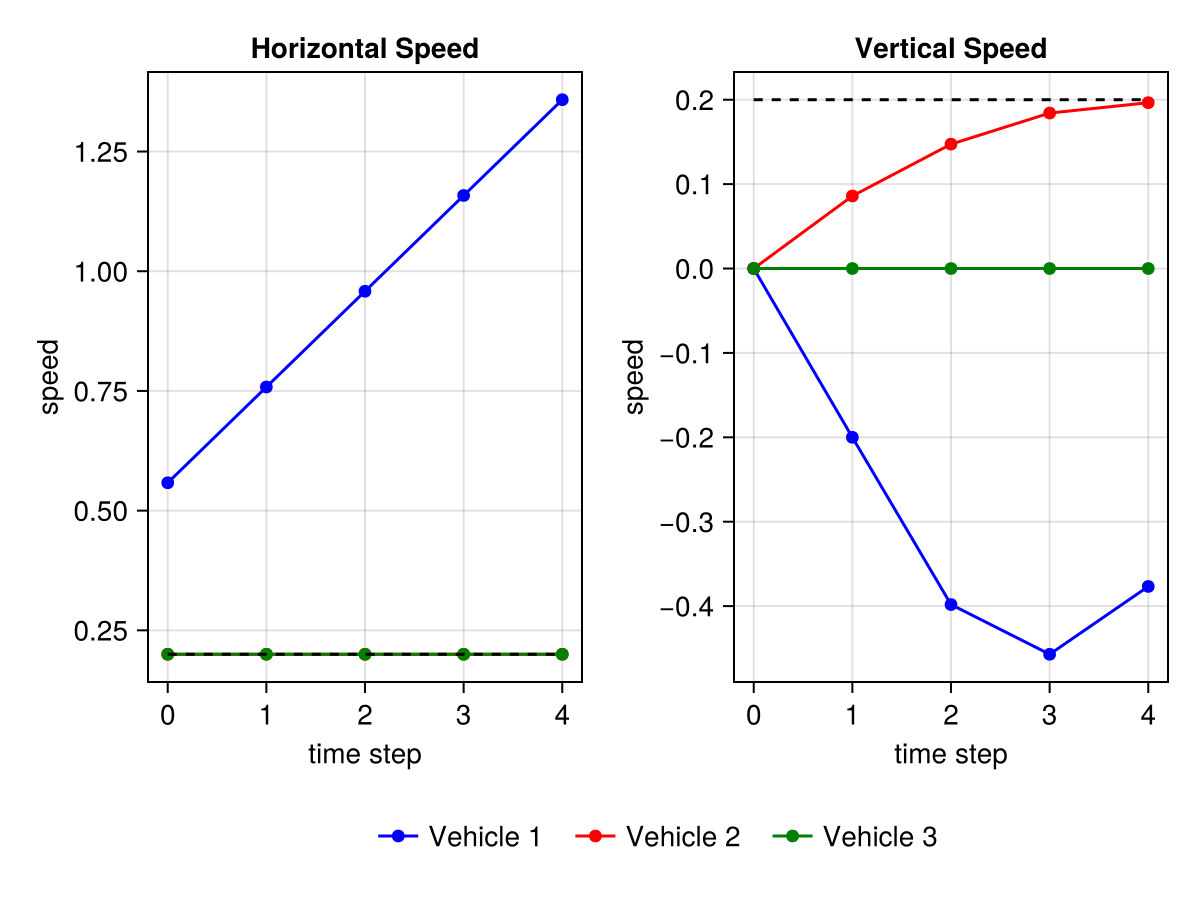 Horizontal Speed
speed
1.25
1.00
0.75
0.50
0.25
0 1 2 3 4
time step
Vertical Speed
speed
0.2
0.1
0.0
−0.1
−0.2
−0.3
−0.4
0 1 2 3 4
time step
Vehicle 1 Vehicle 2 Vehicle 3